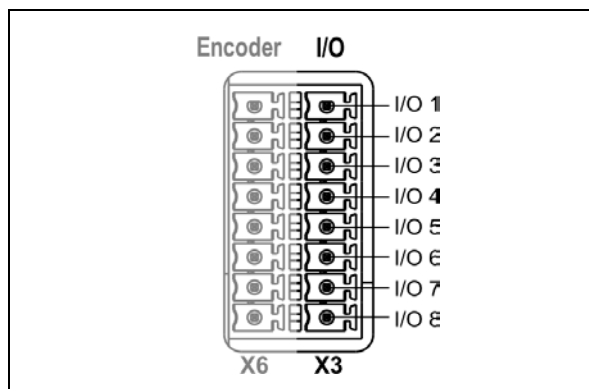 Encoder I/O
I/O 1
I/O 2
I/O 3
I/O 4
I/O 5
I/O 6
I/O 7
I/O 8
X6 X3